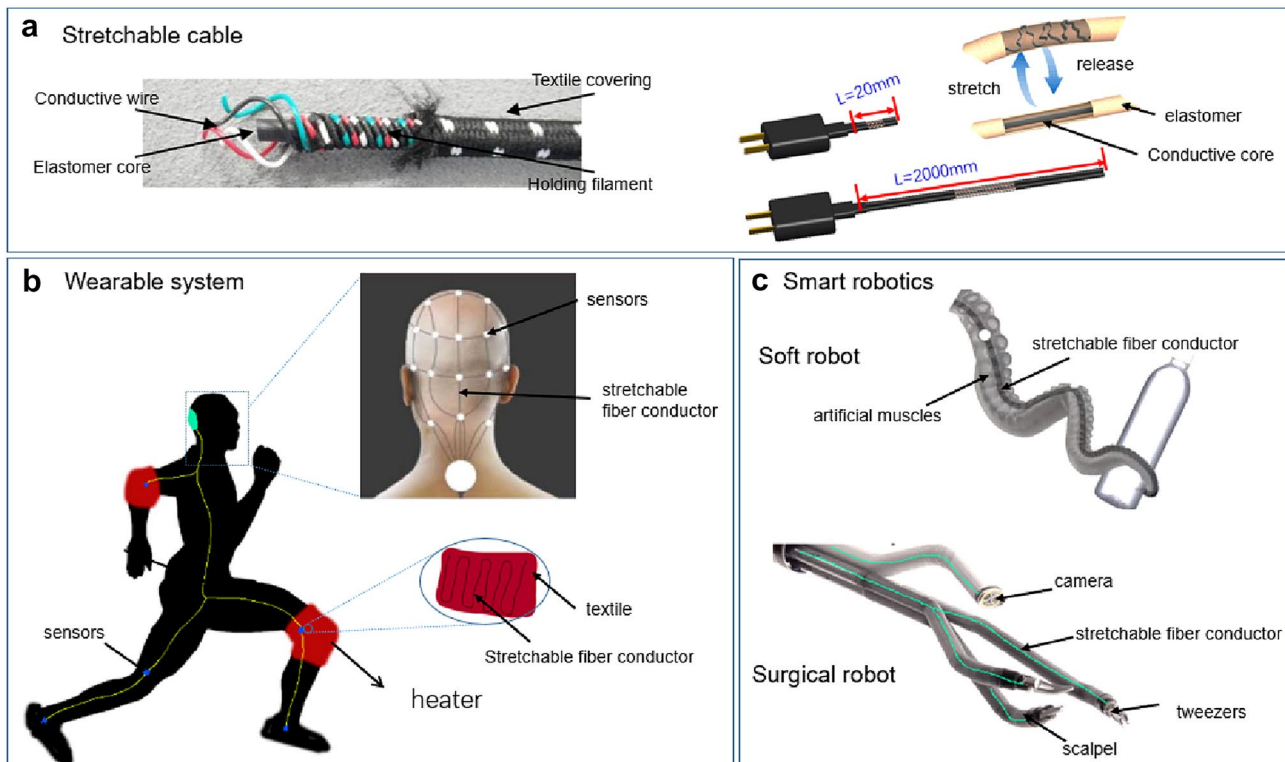 a Stretchable cable
Conductive wire
Elastomer core
Textile covering
Holding filament
L=20mm
L=2000mm
stretch
release
elastomer
Conductive core
b Wearable system
sensors
stretchable
fiber conductor
sensors
textile
Stretchable fiber conductor
heater
c Smart robotics
Soft robot
stretchable fiber conductor
artificial muscles
camera
stretchable fiber conductor
Surgical robot
tweezers
scalpel